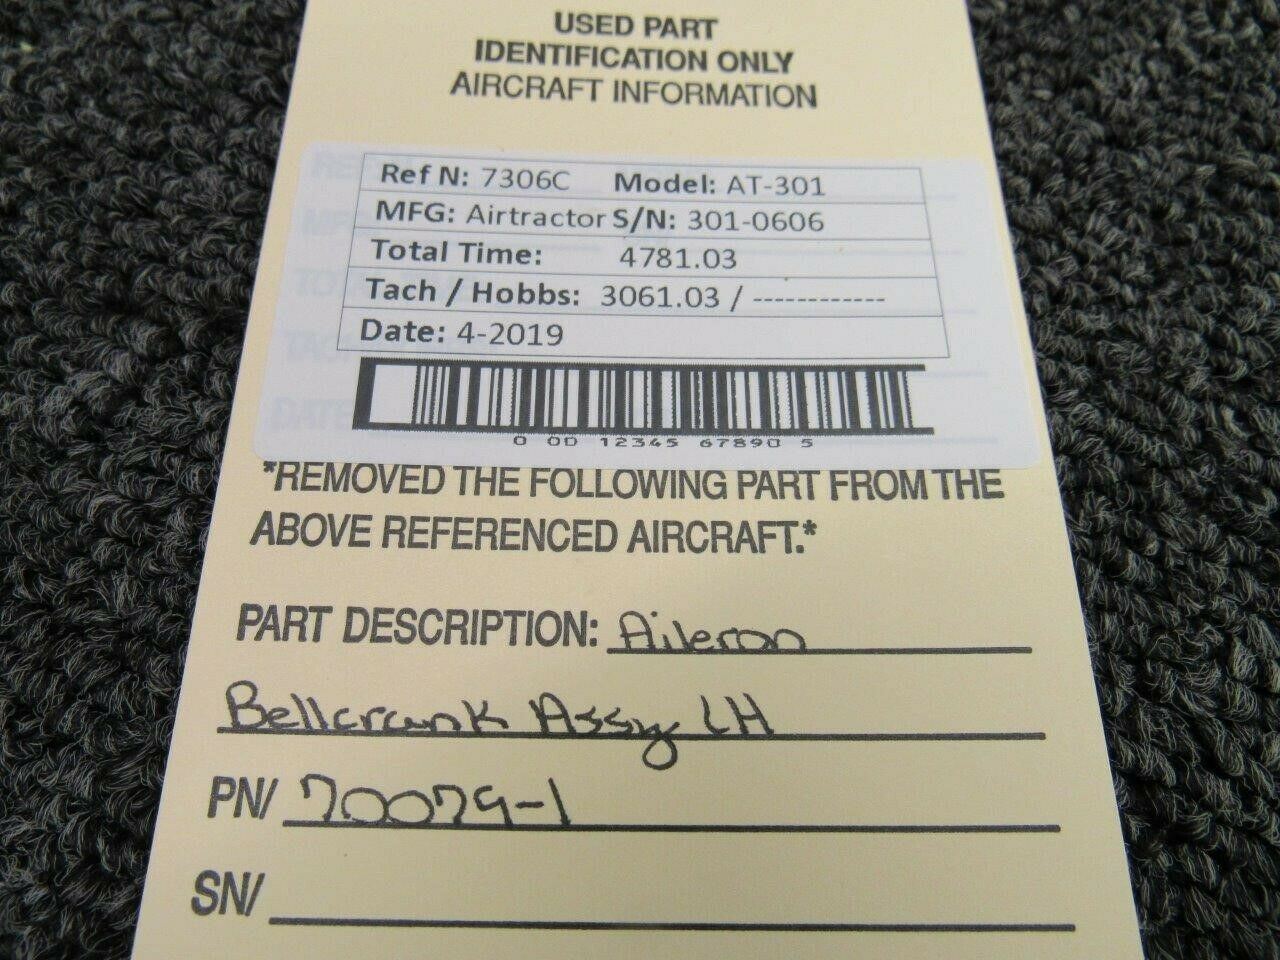 USED PART
IDENTIFICATION ONLY
AIRCRAFT INFORMATION
Ref N: 7306C Model: AT-301
MFG: Airtractor S/N: 301-0606
Total Time: 4781.03
Tach / Hobbs: 3061.03 / ------------
Date: 4-2019
0 00 12345 67890 5
*REMOVED THE FOLLOWING PART FROM THE
ABOVE REFERENCED AIRCRAFT.*
PART DESCRIPTION: Aileron
Bellcrank Assy LH
PN/ 70079-1
SN/